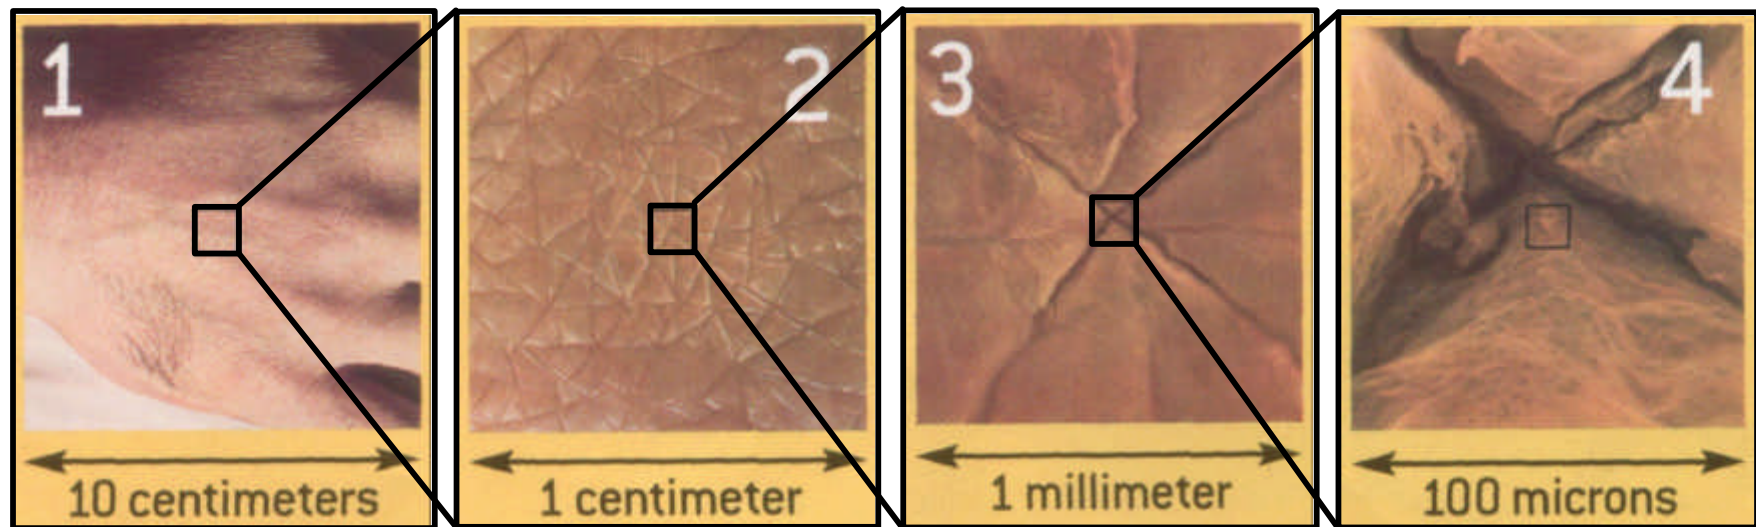 1
2
3
4
10 centimeters
1 centimeter
1 millimeter
100 microns